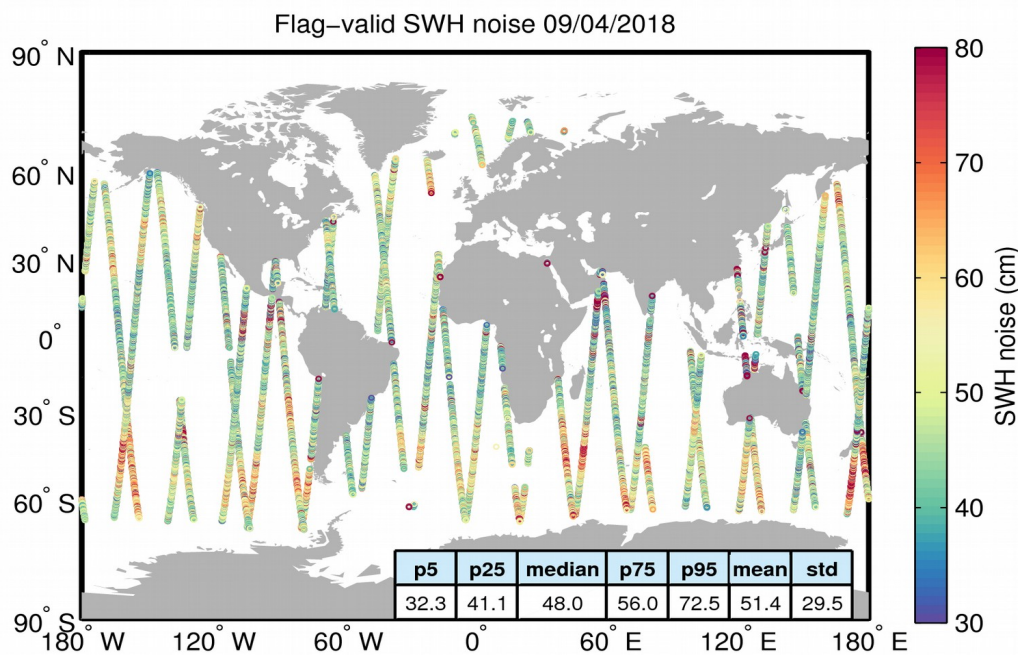 Flag–valid SWH noise 09/04/2018
90° N
60° N
30° N
0°
30° S
60° S
90° S
180° W
120° W
60° W
0°
60° E
120° E
180° E
80
70
60
50
40
30
SWH noise (cm)
p5 p25 median p75 p95 mean std
32.3 41.1 48.0 56.0 72.5 51.4 29.5